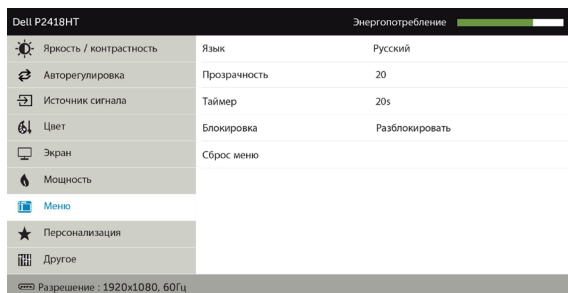 Dell P2418HT Энергопотребление
Яркость / контрастность Язык Русский
Авторегулировка Прозрачность 20
Источник сигнала Таймер 20s
Цвет Блокировка Разблокировать
Экран Сброс меню
Мощность
Меню
Персонализация
Другое
Разрешение : 1920x1080, 60Гц